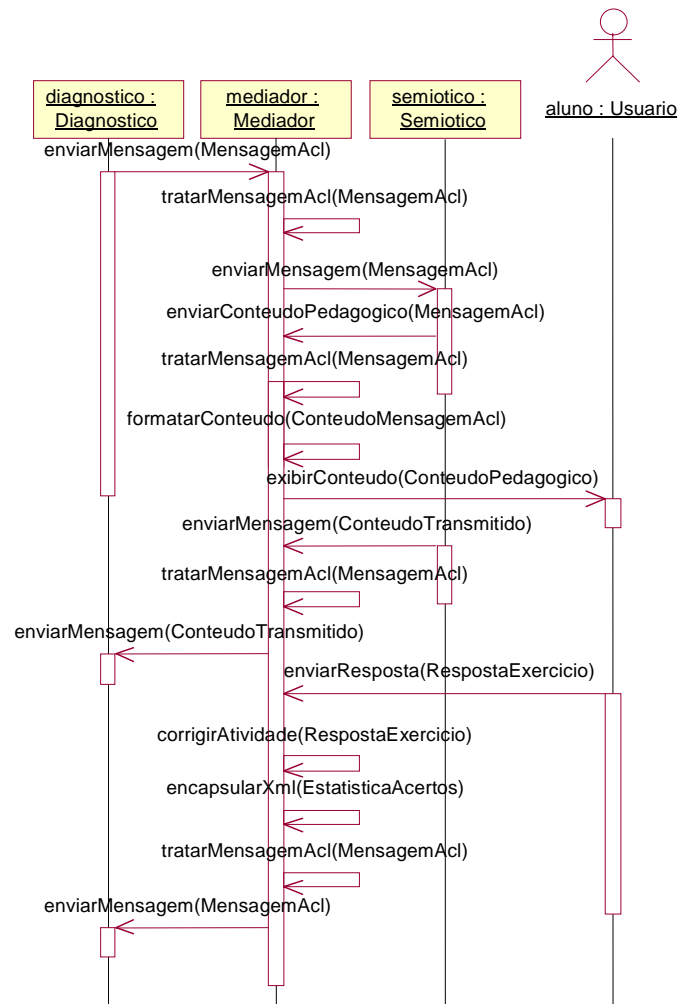 diagnostico :
Diagnostico
mediador :
Mediador
semiotico :
Semiotico
aluno : Usuario
enviarMensagem(MensagemAcl)
tratarMensagemAcl(MensagemAcl)
enviarMensagem(MensagemAcl)
enviarConteudoPedagogico(MensagemAcl)
tratarMensagemAcl(MensagemAcl)
formatarConteudo(ConteudoMensagemAcl)
exibirConteudo(ConteudoPedagogico)
enviarMensagem(ConteudoTransmitido)
tratarMensagemAcl(MensagemAcl)
enviarMensagem(ConteudoTransmitido)
enviarResposta(RespostaExercicio)
corrigirAtividade(RespostaExercicio)
encapsularXml(EstatisticaAcertos)
tratarMensagemAcl(MensagemAcl)
enviarMensagem(MensagemAcl)